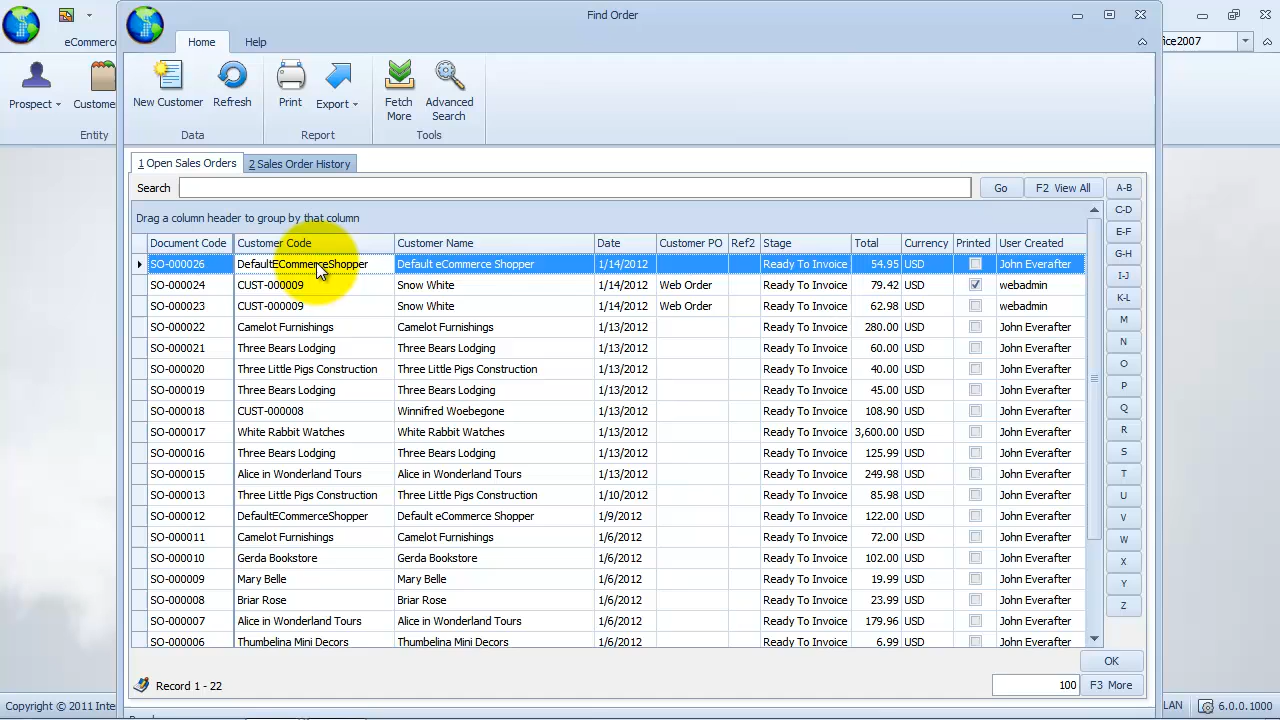 Find Order
eCommerc
ice2007
Home Help
Prospect Custome
Entity
New Customer Refresh
Data
Print Export
Report
Fetch More Advanced Search
Tools
1 Open Sales Orders 2 Sales Order History
Search Go F2 View All
Drag a column header to group by that column
Document Code Customer Code Customer Name Date Customer PO Ref2 Stage Total Currency Printed User Created
SO-000026 DefaultECommerceShopper Default eCommerce Shopper 1/14/2012 Ready To Invoice 54.95 USD John Everafter
SO-000024 CUST-000009 Snow White 1/14/2012 Web Order Ready To Invoice 79.42 USD webadmin
SO-000023 CUST-000009 Snow White 1/14/2012 Web Order Ready To Invoice 62.98 USD webadmin
SO-000022 Camelot Furnishings Camelot Furnishings 1/13/2012 Ready To Invoice 280.00 USD John Everafter
SO-000021 Three Bears Lodging Three Bears Lodging 1/13/2012 Ready To Invoice 60.00 USD John Everafter
SO-000020 Three Little Pigs Construction Three Little Pigs Construction 1/13/2012 Ready To Invoice 40.00 USD John Everafter
SO-000019 Three Bears Lodging Three Bears Lodging 1/13/2012 Ready To Invoice 45.00 USD John Everafter
SO-000018 CUST-000008 Winnifred Woebegone 1/13/2012 Ready To Invoice 108.90 USD John Everafter
SO-000017 White Rabbit Watches White Rabbit Watches 1/13/2012 Ready To Invoice 3,600.00 USD John Everafter
SO-000016 Three Bears Lodging Three Bears Lodging 1/13/2012 Ready To Invoice 125.99 USD John Everafter
SO-000015 Alice in Wonderland Tours Alice in Wonderland Tours 1/13/2012 Ready To Invoice 249.98 USD John Everafter
SO-000013 Three Little Pigs Construction Three Little Pigs Construction 1/10/2012 Ready To Invoice 85.98 USD John Everafter
SO-000012 DefaultECommerceShopper Default eCommerce Shopper 1/9/2012 Ready To Invoice 122.00 USD John Everafter
SO-000011 Camelot Furnishings Camelot Furnishings 1/6/2012 Ready To Invoice 72.00 USD John Everafter
SO-000010 Gerda Bookstore Gerda Bookstore 1/6/2012 Ready To Invoice 102.00 USD John Everafter
SO-000009 Mary Belle Mary Belle 1/6/2012 Ready To Invoice 19.99 USD John Everafter
SO-000008 Briar Rose Briar Rose 1/6/2012 Ready To Invoice 23.99 USD John Everafter
SO-000007 Alice in Wonderland Tours Alice in Wonderland Tours 1/6/2012 Ready To Invoice 179.96 USD John Everafter
SO-000006 Thumbelina Mini Decors Thumbelina Mini Decors 1/6/2012 Ready To Invoice 6.99 USD John Everafter
A-B
C-D
E-F
G-H
I-J
K-L
M
N
O
P
Q
R
S
T
U
V
W
X
Y
Z
OK
Record 1 - 22 100 F3 More
Copyright © 2011 Inte LAN 6.0.0.1000